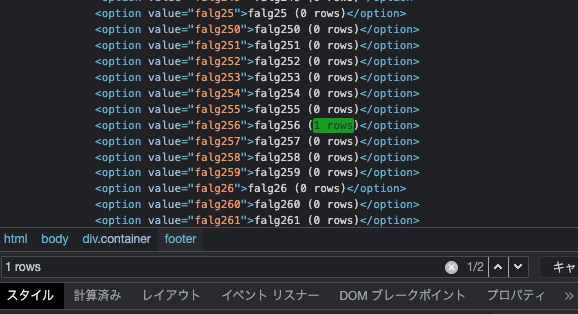 <option value="falg25">falg25 (0 rows)</option>
<option value="falg250">falg250 (0 rows)</option>
<option value="falg251">falg251 (0 rows)</option>
<option value="falg252">falg252 (0 rows)</option>
<option value="falg253">falg253 (0 rows)</option>
<option value="falg254">falg254 (0 rows)</option>
<option value="falg255">falg255 (0 rows)</option>
<option value="falg256">falg256 (1 rows)</option>
<option value="falg257">falg257 (0 rows)</option>
<option value="falg258">falg258 (0 rows)</option>
<option value="falg259">falg259 (0 rows)</option>
<option value="falg26">falg26 (0 rows)</option>
<option value="falg260">falg260 (0 rows)</option>
<option value="falg261">falg261 (0 rows)</option>
html body div.container footer
1 rows 1/2 キャ
スタイル 計算済み レイアウト イベント リスナー DOM ブレークポイント プロパティ »